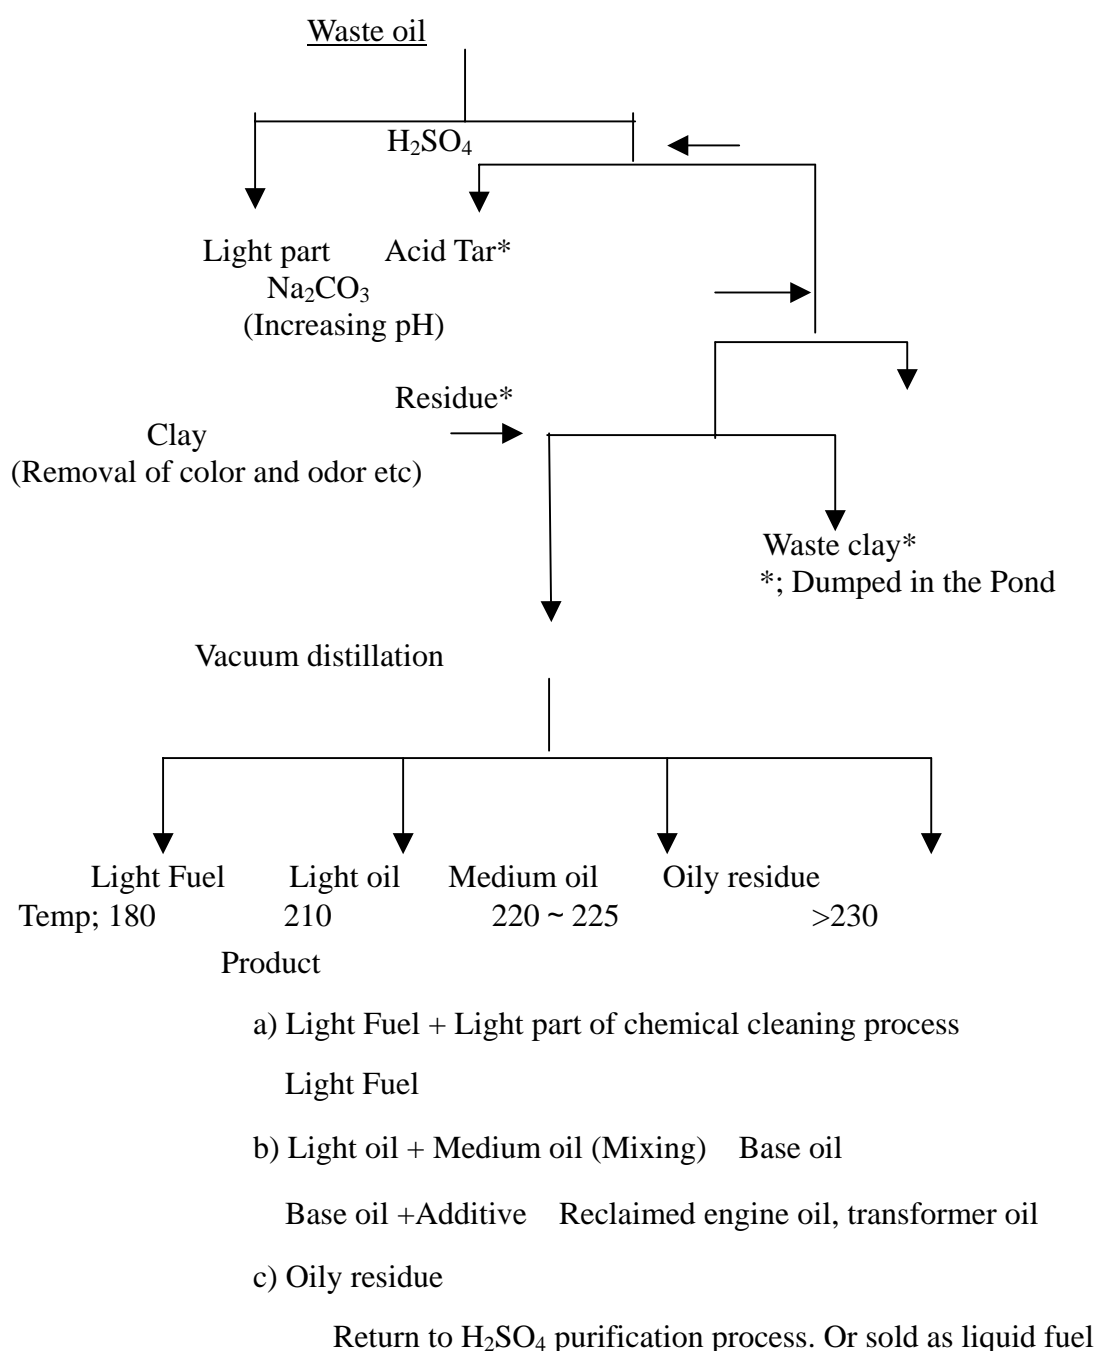 Waste oil
H₂SO₄
Light part Acid Tar*
Na₂CO₃
(Increasing pH)
Residue*
Clay
(Removal of color and odor etc)
Waste clay*
*; Dumped in the Pond
Vacuum distillation
Light Fuel Light oil Medium oil Oily residue
Temp; 180 210 220 ~ 225 >230
Product
a) Light Fuel + Light part of chemical cleaning process
Light Fuel
b) Light oil + Medium oil (Mixing) Base oil
Base oil +Additive Reclaimed engine oil, transformer oil
c) Oily residue
Return to H₂SO₄ purification process. Or sold as liquid fuel